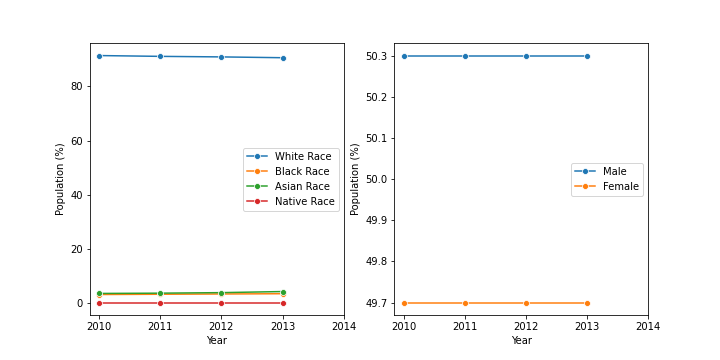 Population (%)
80
60
40
20
0
2010 2011 2012 2013 2014
Year
White Race
Black Race
Asian Race
Native Race
Population (%)
50.3
50.2
50.1
50.0
49.9
49.8
49.7
2010 2011 2012 2013 2014
Year
Male
Female